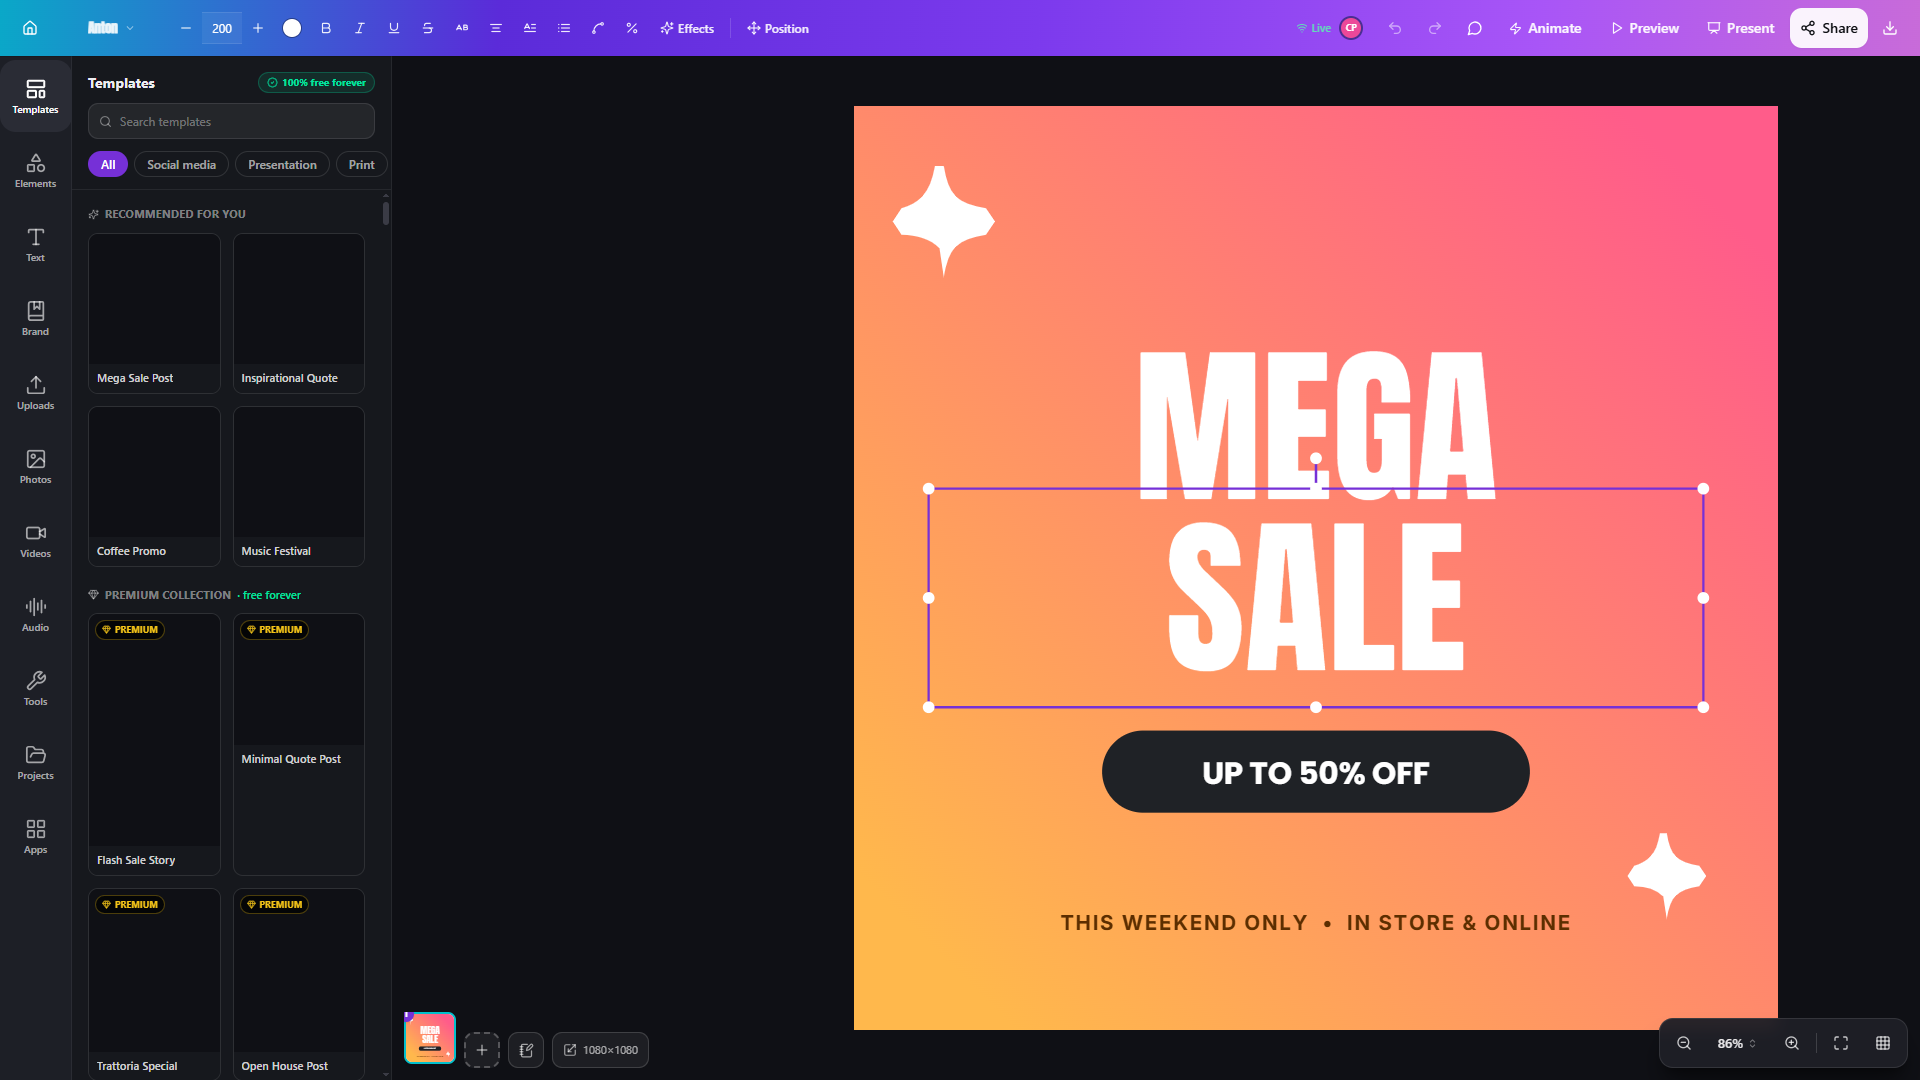 Anton
200
B
I
U
S
AB
Effects
Position
Live
CP
Animate
Preview
Present
Share
Templates
Elements
Text
Brand
Uploads
Photos
Videos
Audio
Tools
Projects
Apps
Templates
100% free forever
Search templates
All
Social media
Presentation
Print
RECOMMENDED FOR YOU
Mega Sale Post
Inspirational Quote
Coffee Promo
Music Festival
PREMIUM COLLECTION · free forever
PREMIUM
PREMIUM
Minimal Quote Post
Flash Sale Story
PREMIUM
PREMIUM
Trattoria Special
Open House Post
MEGA
SALE
UP TO 50% OFF
THIS WEEKEND ONLY • IN STORE & ONLINE
MEGA
SALE
1080×1080
86%